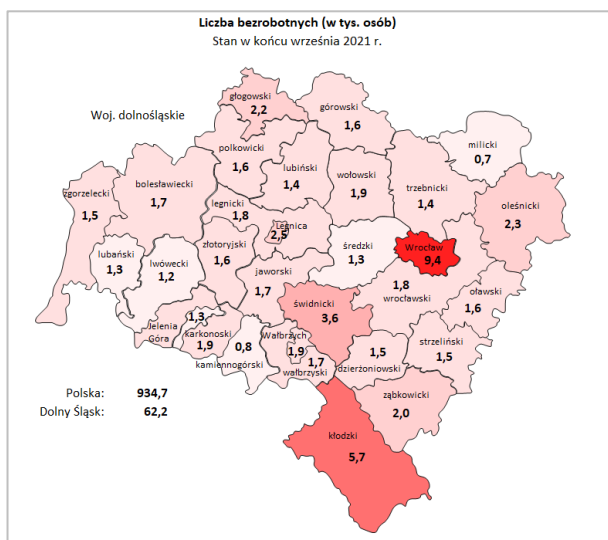 Liczba bezrobotnych (w tys. osób)
Stan w końcu września 2021 r.
Woj. dolnośląskie
głogowski
2,2
górowski
1,6
milicki
0,7
polkowicki
1,6
lubiński
1,4
wołowski
1,9
trzebnicki
1,4
oleśnicki
2,3
zgorzelecki
1,5
bolesławiecki
1,7
legnicki
1,8
Legnica
2,5
lubański
1,3
lwówecki
1,2
złotoryjski
1,6
średzki
1,3
Wrocław
9,4
jaworski
1,7
1,8
wrocławski
oławski
1,6
świdnicki
3,6
Jelenia
Góra
1,3
karkonoski
1,9
0,8
kamiennogórski
Wałbrzych
1,9
1,7
wałbrzyski
1,5
dzierżoniowski
strzeliński
1,5
ząbkowicki
2,0
kłodzki
5,7
Polska: 934,7
Dolny Śląsk: 62,2